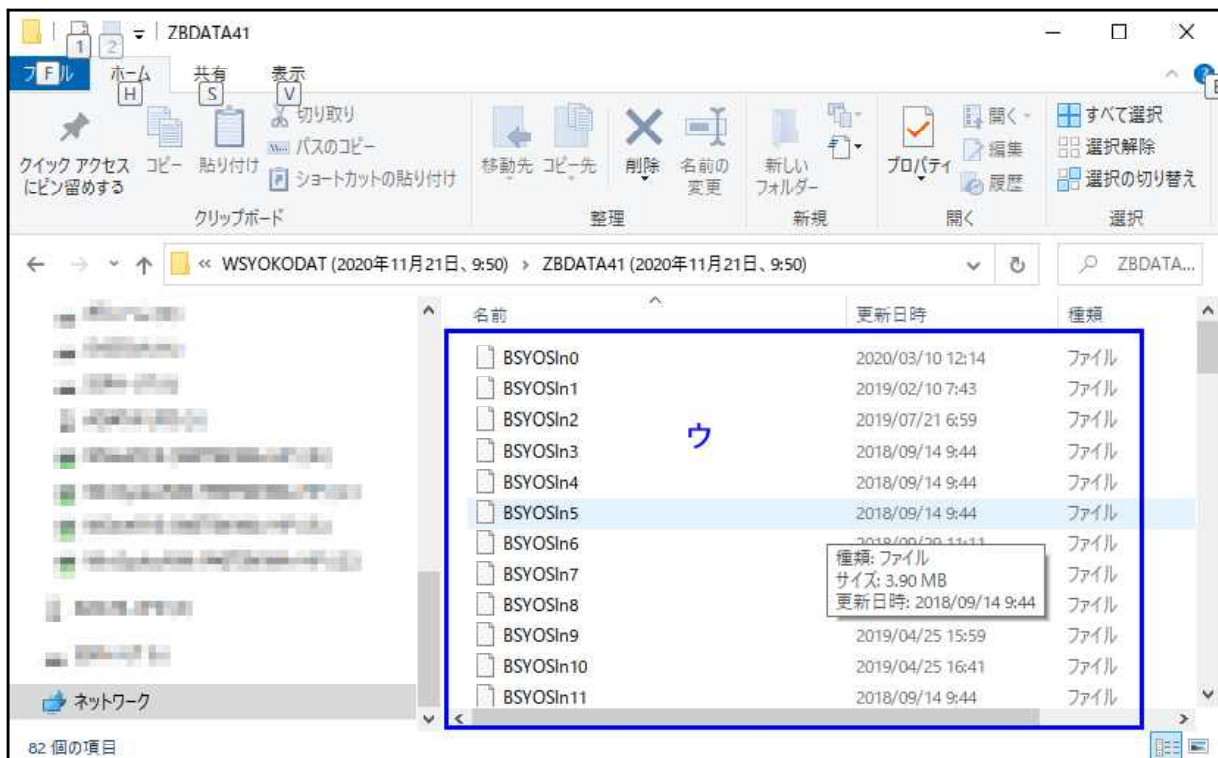 ZBDATA41
1 2
ファイル ホーム 共有 表示
F H S V
クイック アクセス
にピン留めする
コピー
貼り付け
切り取り
パスのコピー
ショートカットの貼り付け
クリップボード
移動先
コピー先
削除
名前の
変更
整理
新しい
フォルダー
新規
プロパティ
開く
編集
履歴
開く
すべて選択
選択解除
選択の切り替え
選択
« WSYOKODAT (2020年11月21日、9:50) › ZBDATA41 (2020年11月21日、9:50)
ZBDATA...
名前 更新日時 種類
BSYOSIn0 2020/03/10 12:14 ファイル
BSYOSIn1 2019/02/10 7:43 ファイル
BSYOSIn2 2019/07/21 6:59 ファイル
ウ
BSYOSIn3 2018/09/14 9:44 ファイル
BSYOSIn4 2018/09/14 9:44 ファイル
BSYOSIn5 2018/09/14 9:44 ファイル
BSYOSIn6 ファイル
BSYOSIn7 ファイル
BSYOSIn8 ファイル
種類: ファイル
サイズ: 3.90 MB
更新日時: 2018/09/14 9:44
BSYOSIn9 2019/04/25 15:59 ファイル
BSYOSIn10 2019/04/25 16:41 ファイル
BSYOSIn11 2018/09/14 9:44 ファイル
ネットワーク
82 個の項目